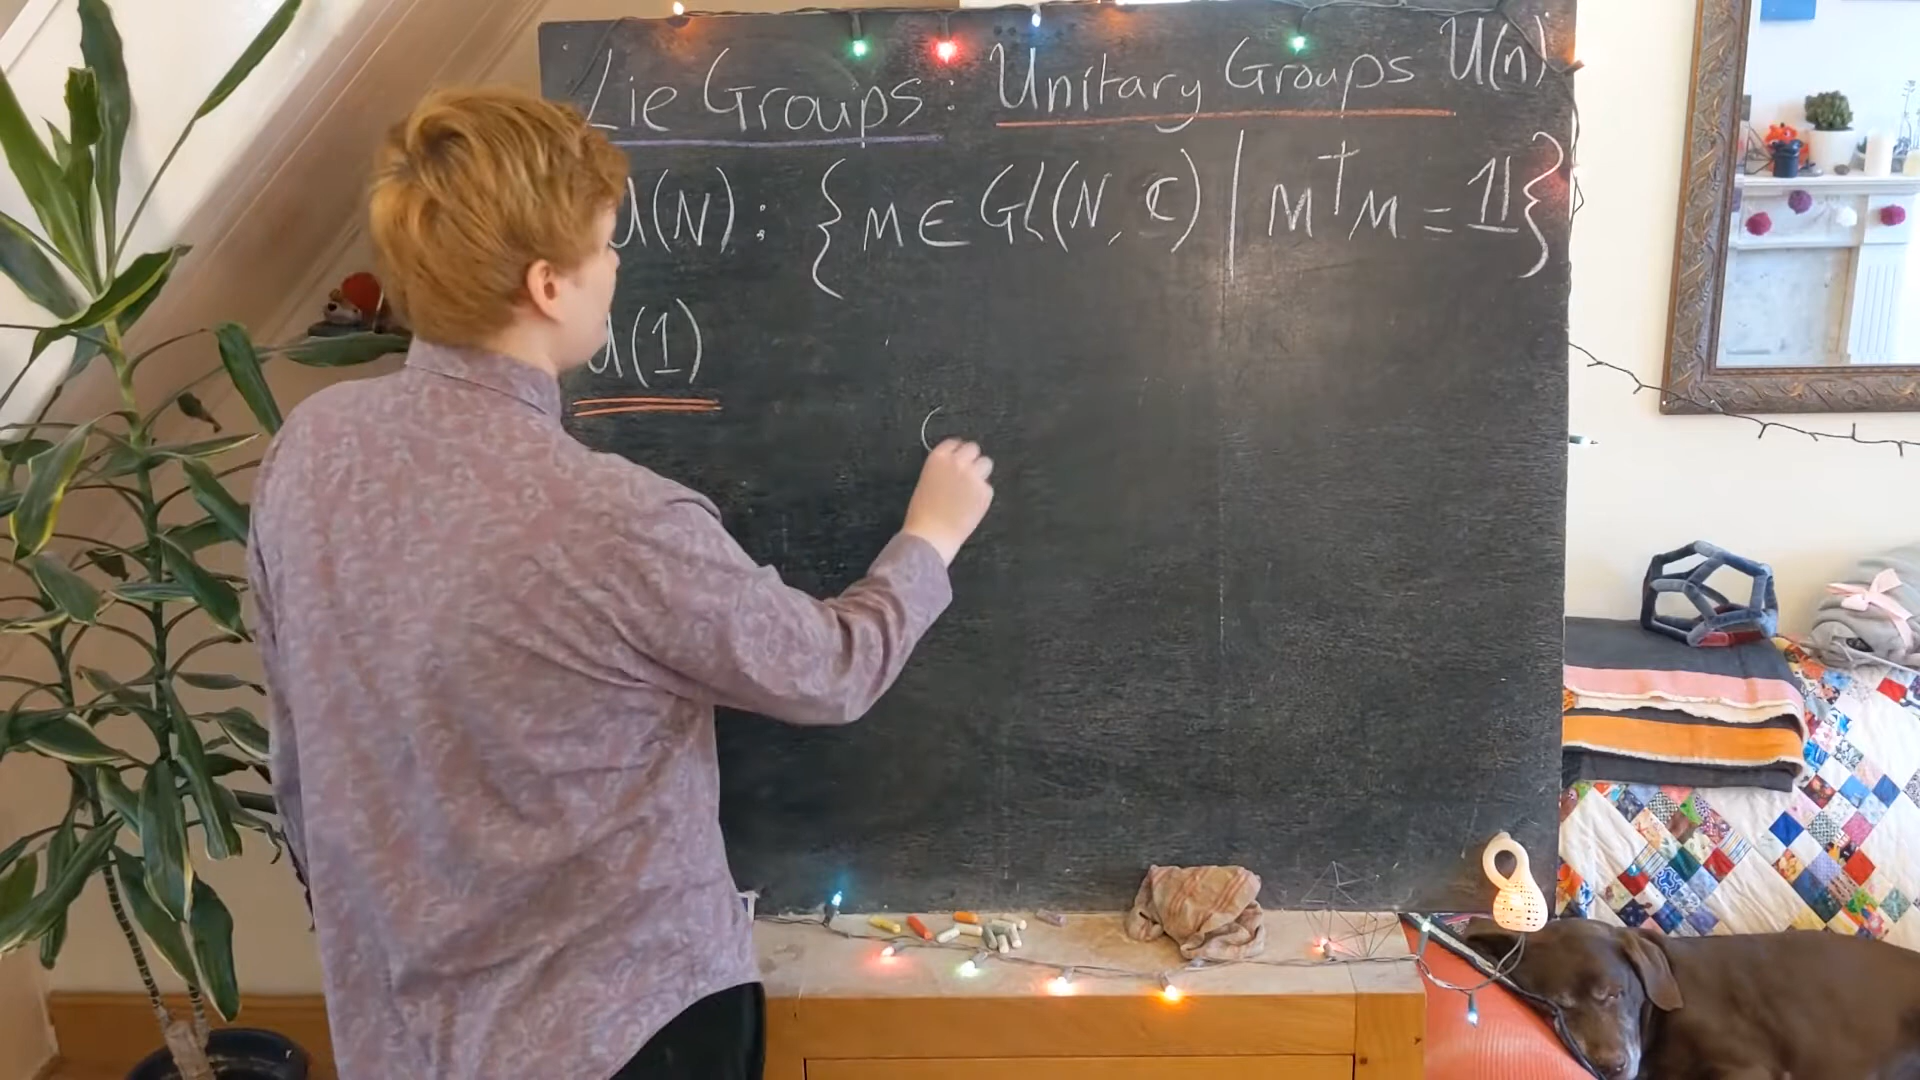 Lie Groups: Unitary Groups U(n)
U(N): {M ∈ GL(N, ℂ) | M†M = 𝟙}
U(1)
(